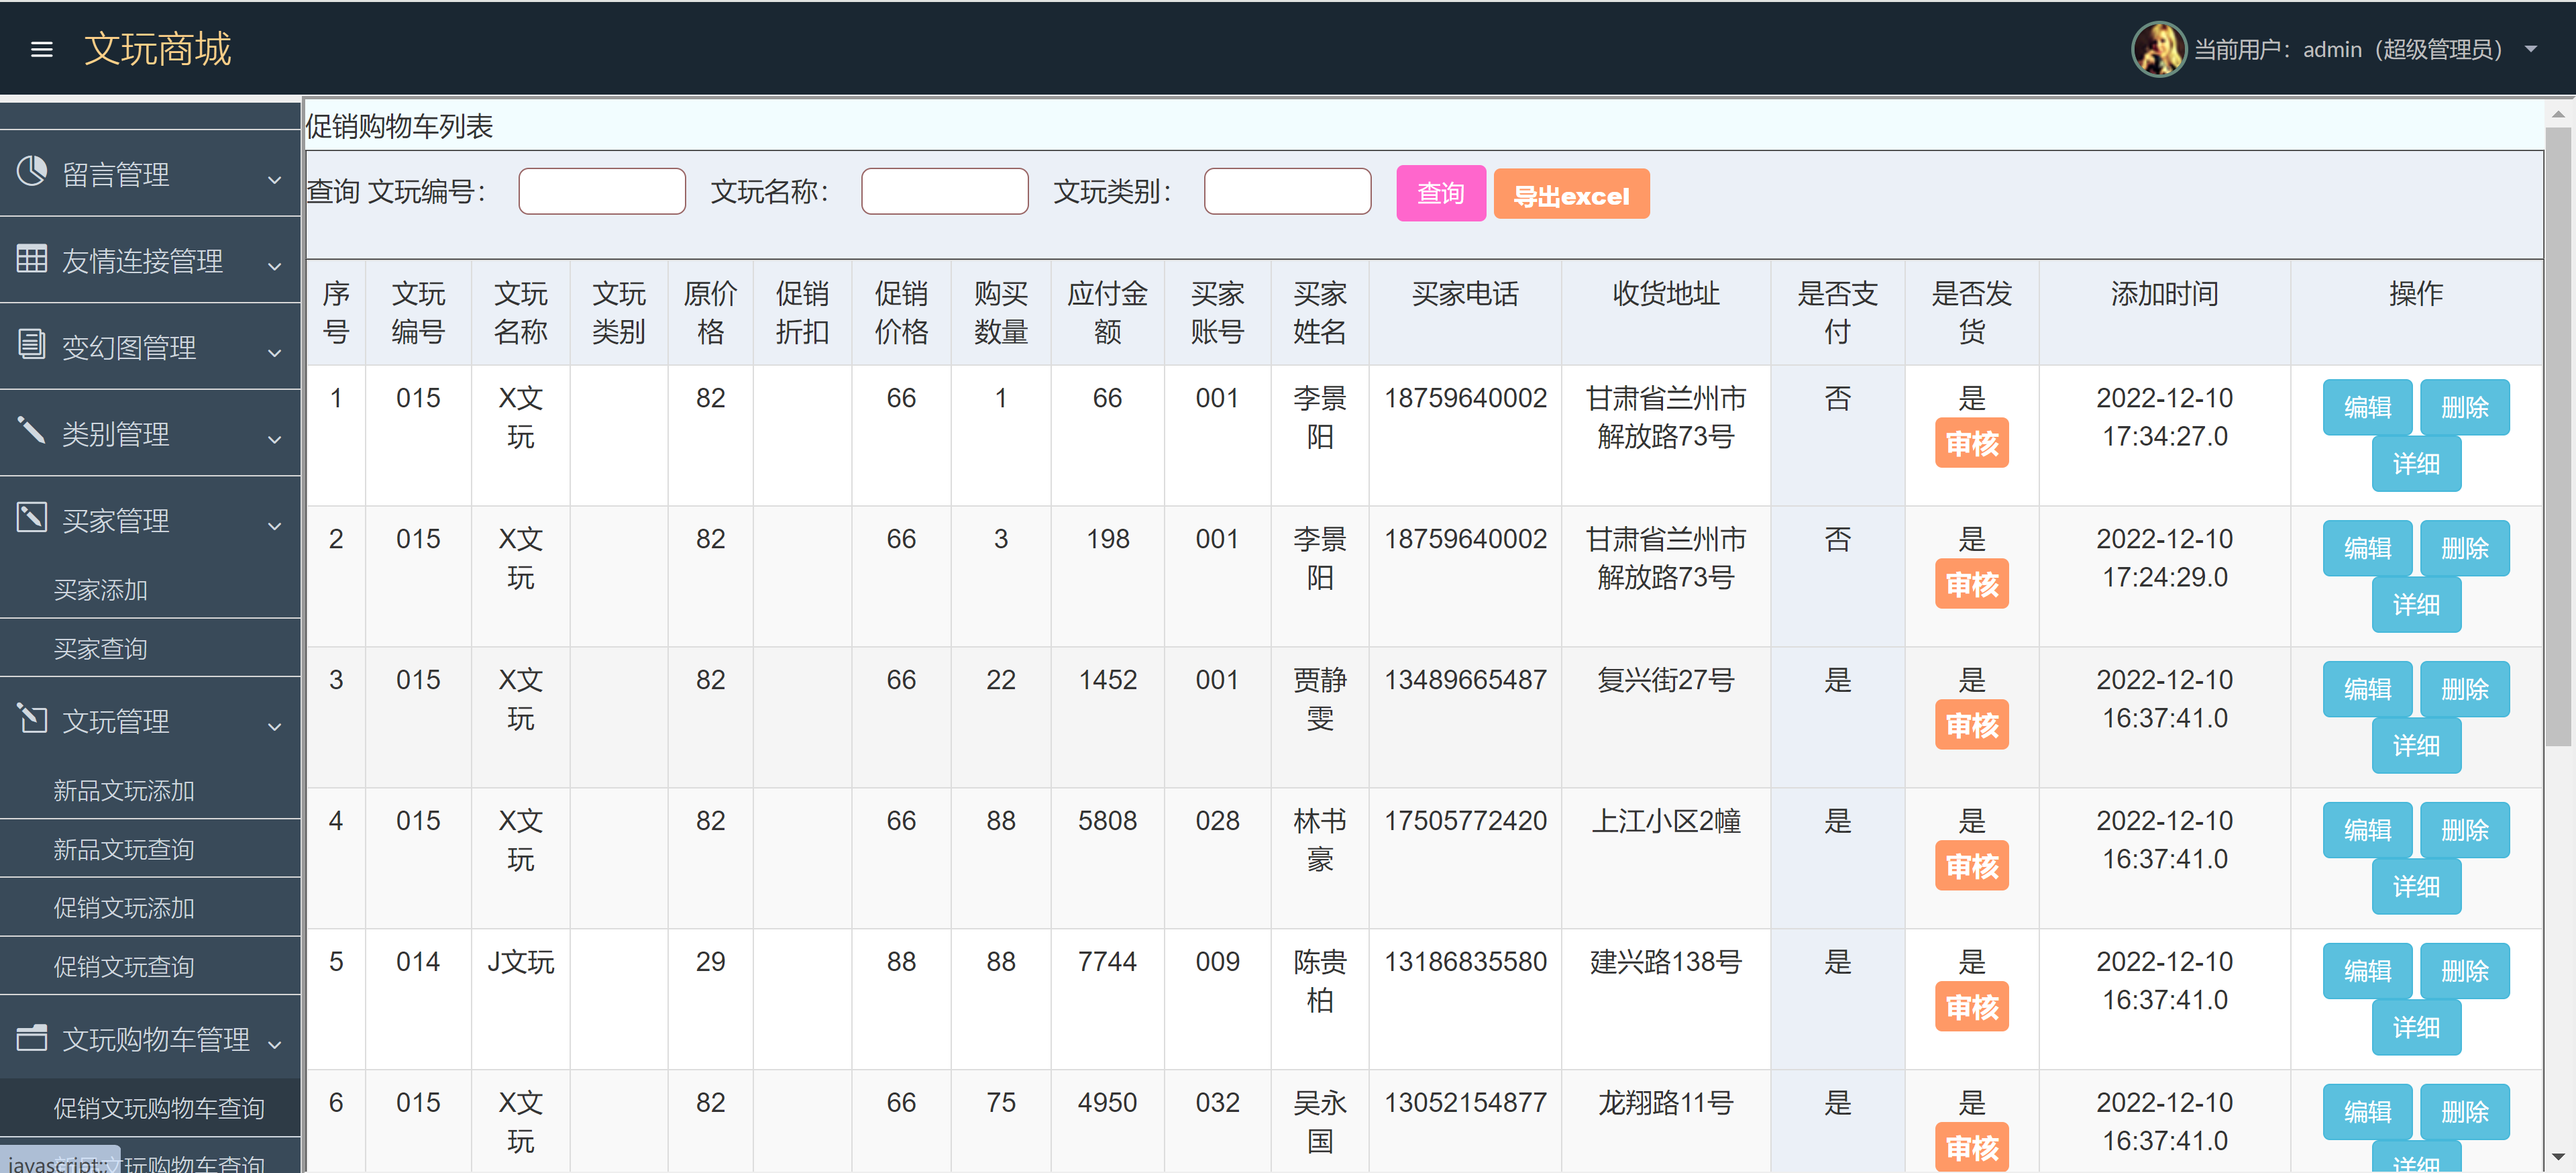 文玩商城
当前用户：admin（超级管理员）
留言管理
友情连接管理
变幻图管理
类别管理
买家管理
买家添加
买家查询
文玩管理
新品文玩添加
新品文玩查询
促销文玩添加
促销文玩查询
文玩购物车管理
促销文玩购物车查询
新品文玩购物车查询
javascript:;
促销购物车列表
查询 文玩编号： 文玩名称： 文玩类别： 查询 导出excel
序号 文玩编号 文玩名称 文玩类别 原价格 促销折扣 促销价格 购买数量 应付金额 买家账号 买家姓名 买家电话 收货地址 是否支付 是否发货 添加时间 操作
1 015 X文玩 82 66 1 66 001 李景阳 18759640002 甘肃省兰州市解放路73号 否 是 审核 2022-12-10 17:34:27.0 编辑 删除 详细
2 015 X文玩 82 66 3 198 001 李景阳 18759640002 甘肃省兰州市解放路73号 否 是 审核 2022-12-10 17:24:29.0 编辑 删除 详细
3 015 X文玩 82 66 22 1452 001 贾静雯 13489665487 复兴街27号 是 是 审核 2022-12-10 16:37:41.0 编辑 删除 详细
4 015 X文玩 82 66 88 5808 028 林书豪 17505772420 上江小区2幢 是 是 审核 2022-12-10 16:37:41.0 编辑 删除 详细
5 014 J文玩 29 88 88 7744 009 陈贵柏 13186835580 建兴路138号 是 是 审核 2022-12-10 16:37:41.0 编辑 删除 详细
6 015 X文玩 82 66 75 4950 032 吴永国 13052154877 龙翔路11号 是 是 审核 2022-12-10 16:37:41.0 编辑 删除 详细